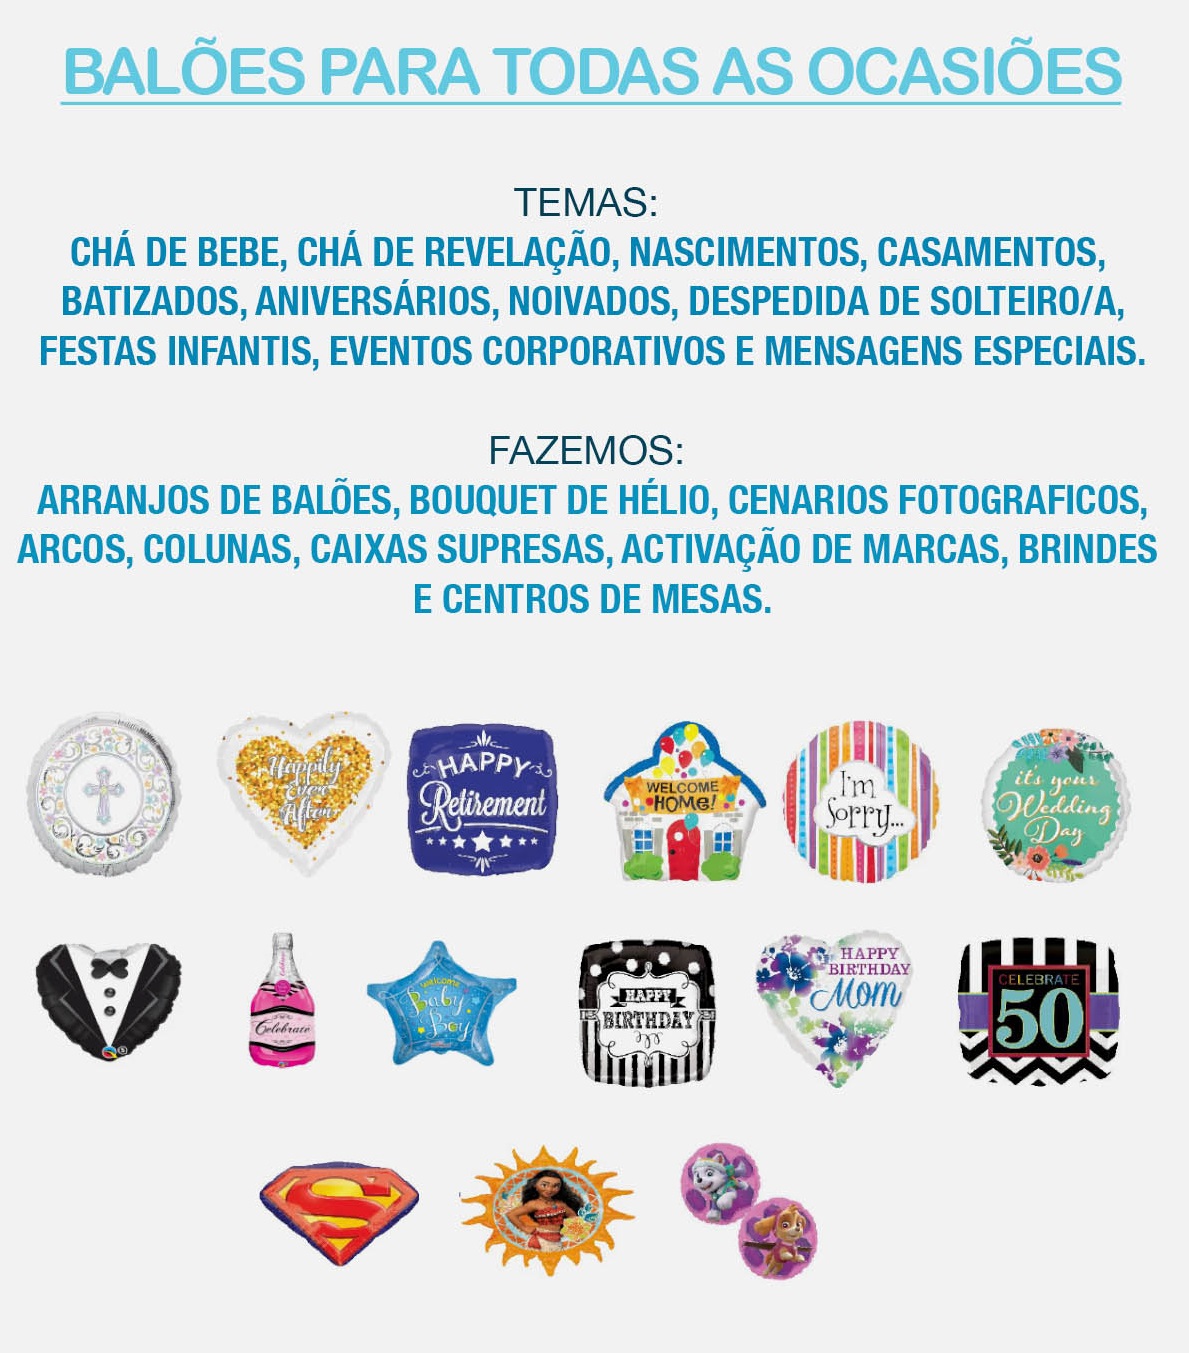 BALÕES PARA TODAS AS OCASIÕES
TEMAS:
CHÁ DE BEBE, CHÁ DE REVELAÇÃO, NASCIMENTOS, CASAMENTOS,
BATIZADOS, ANIVERSÁRIOS, NOIVADOS, DESPEDIDA DE SOLTEIRO/A,
FESTAS INFANTIS, EVENTOS CORPORATIVOS E MENSAGENS ESPECIAIS.
FAZEMOS:
ARRANJOS DE BALÕES, BOUQUET DE HÉLIO, CENARIOS FOTOGRAFICOS,
ARCOS, COLUNAS, CAIXAS SUPRESAS, ACTIVAÇÃO DE MARCAS, BRINDES
E CENTROS DE MESAS.
Happily
Ever
After
HAPPY
Retirement
WELCOME
HOME!
I'm
Sorry...
it's your
Wedding
Day
Celebrate
welcome
Baby
Boy
HAPPY
BIRTHDAY
HAPPY
BIRTHDAY
Mom
CELEBRATE
50
S